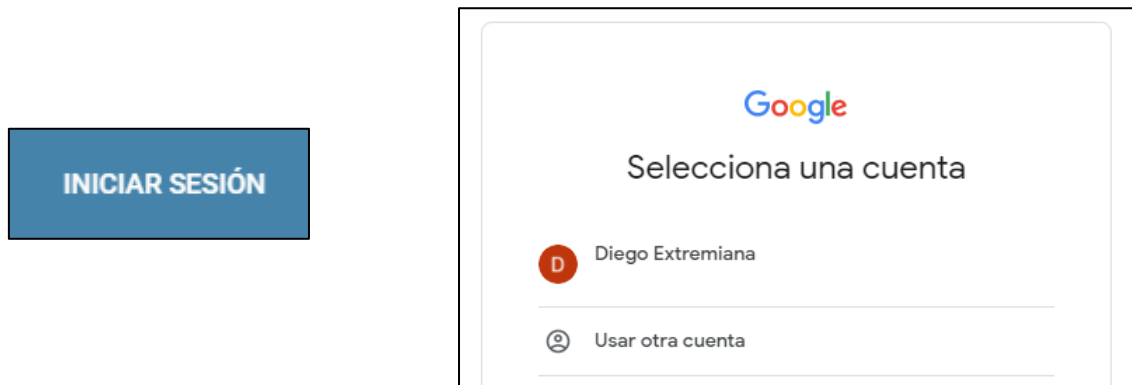 INICIAR SESIÓN
Google
Selecciona una cuenta
D
Diego Extremiana
Usar otra cuenta